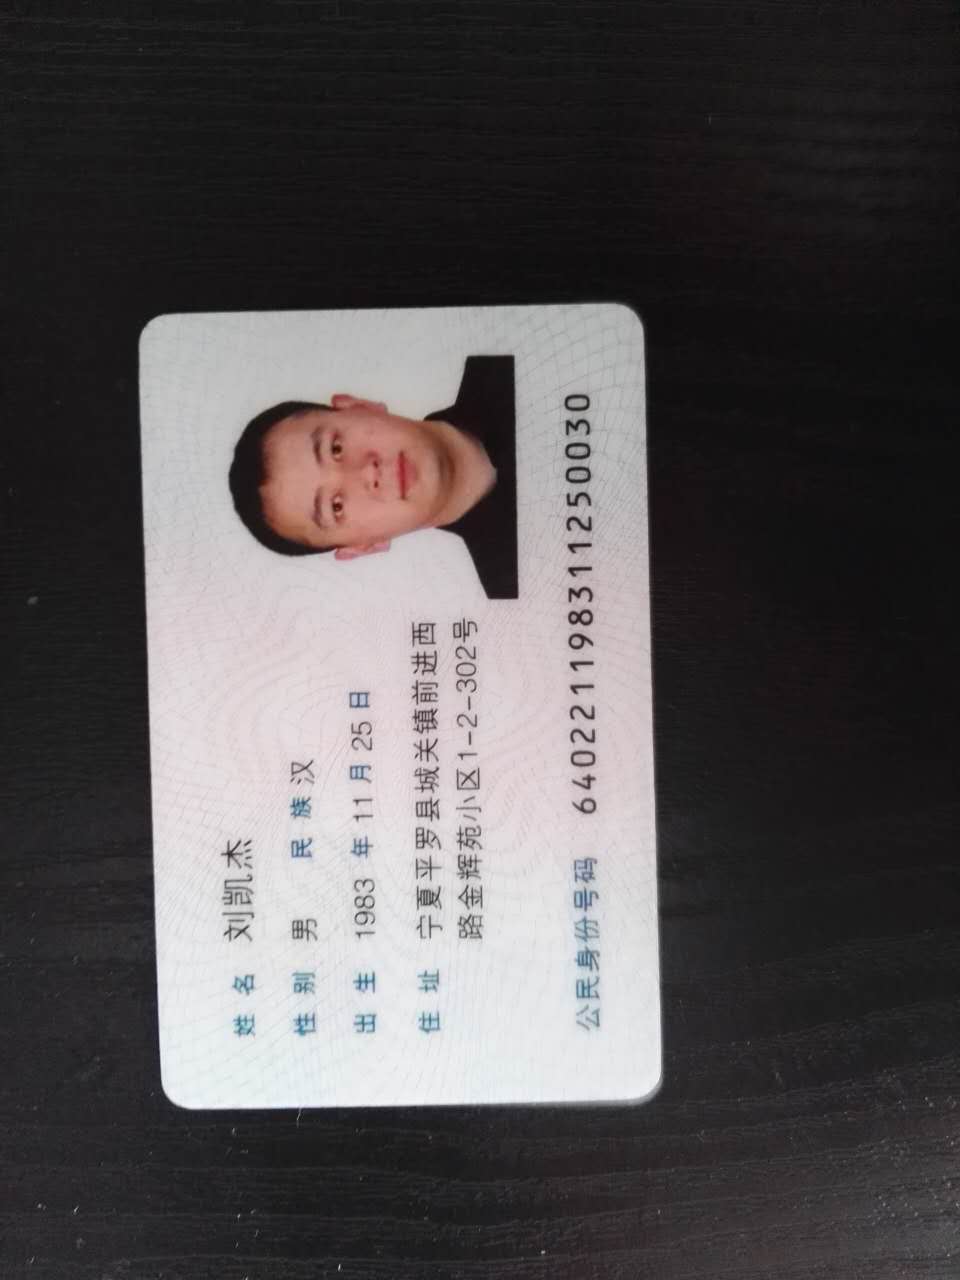 姓名 刘凯杰
性别 男 民族 汉
出生 1983 年 11 月 25 日
住址 宁夏平罗县城关镇前进西
路金辉苑小区1-2-302号
公民身份号码 640221198311250030